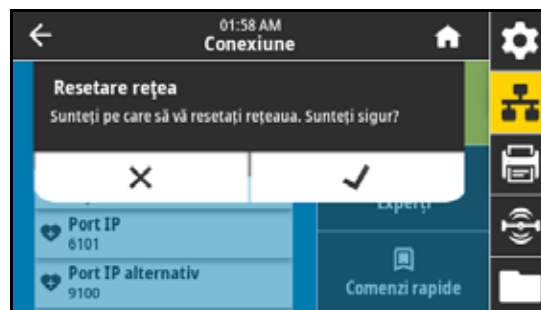 01:58 AM
Conexiune
Resetare rețea
Sunteți pe care să vă resetați rețeaua. Sunteți sigur?
Experți
Port IP
6101
Port IP alternativ
9100
Comenzi rapide